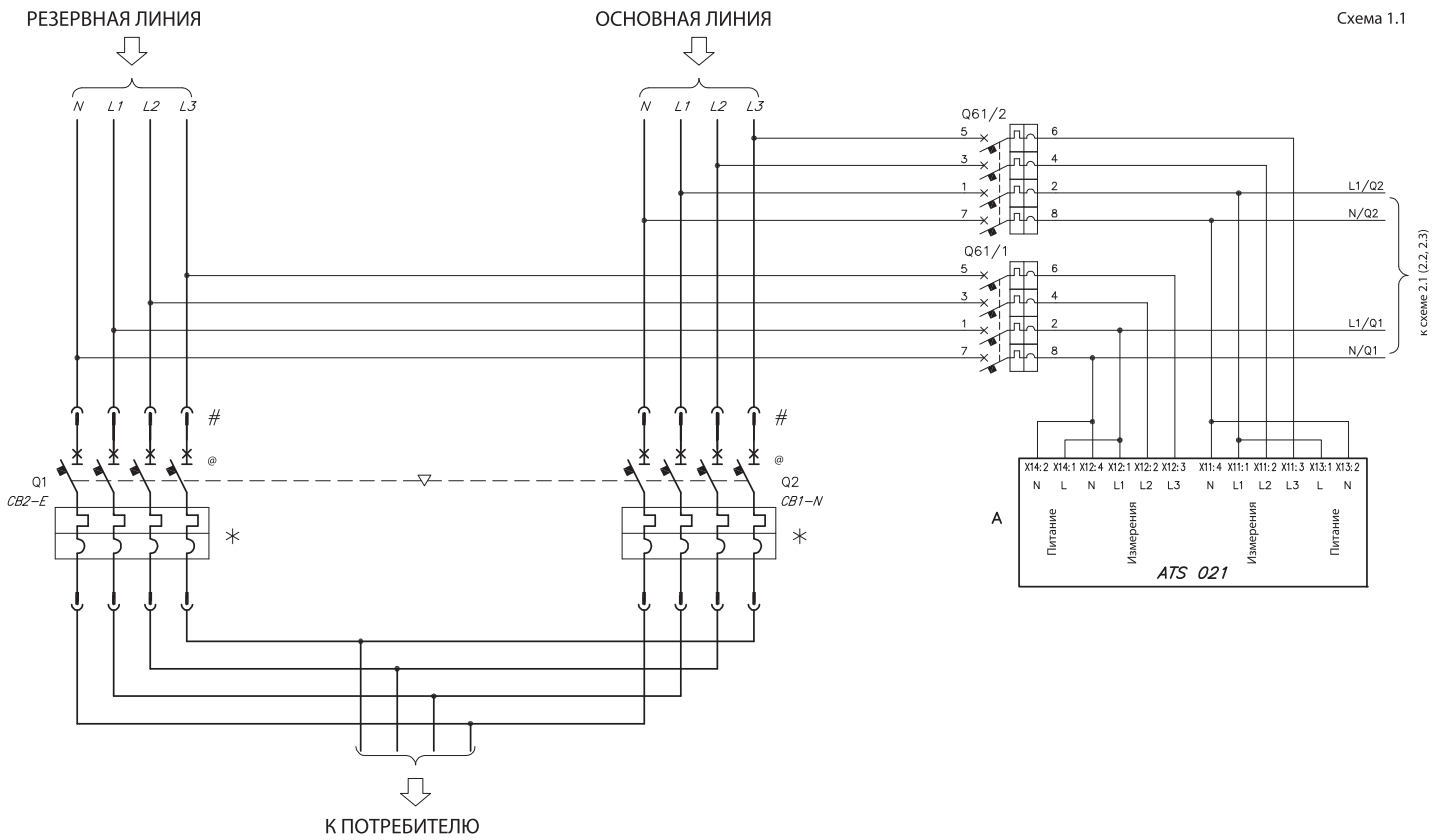 РЕЗЕРВНАЯ ЛИНИЯ
ОСНОВНАЯ ЛИНИЯ
Схема 1.1
N L1 L2 L3
N L1 L2 L3
Q61/2
5 6
3 4
1 2 L1/Q2
7 8 N/Q2
Q61/1
5 6
3 4
1 2 L1/Q1
7 8 N/Q1
к схеме 2.1 (2.2, 2.3)
# #
@ @
Q1 Q2
CB2-E CB1-N
* *
X14:2 X14:1 X12:4 X12:1 X12:2 X12:3 X11:4 X11:1 X11:2 X11:3 X13:1 X13:2
N L N L1 L2 L3 N L1 L2 L3 L N
A
Питание Измерения Измерения Питание
ATS 021
К ПОТРЕБИТЕЛЮ